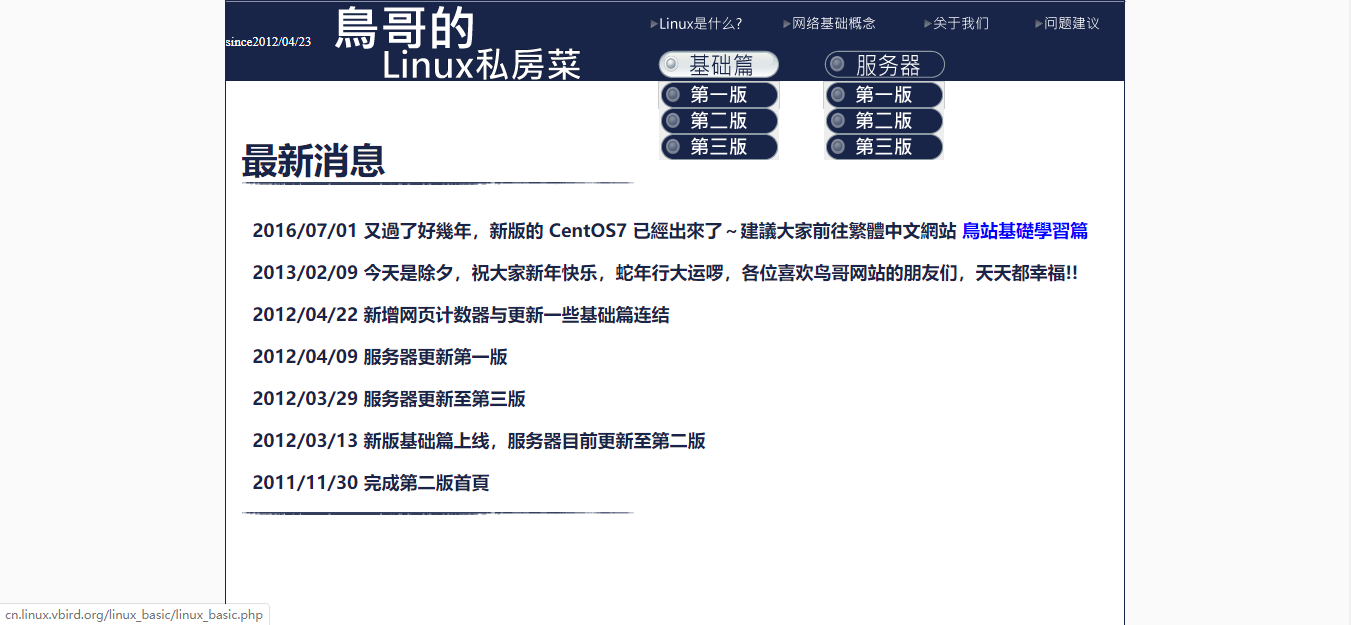 since2012/04/23
鳥哥的
Linux私房菜
Linux是什么? 网络基础概念 关于我们 问题建议
基础篇 服务器
第一版 第一版
第二版 第二版
第三版 第三版
最新消息
2016/07/01 又過了好幾年，新版的 CentOS7 已經出來了～建議大家前往繁體中文網站 鳥站基礎學習篇
2013/02/09 今天是除夕，祝大家新年快乐，蛇年行大运啰，各位喜欢鸟哥网站的朋友们，天天都幸福!!
2012/04/22 新增网页计数器与更新一些基础篇连结
2012/04/09 服务器更新第一版
2012/03/29 服务器更新至第三版
2012/03/13 新版基础篇上线，服务器目前更新至第二版
2011/11/30 完成第二版首頁
cn.linux.vbird.org/linux_basic/linux_basic.php